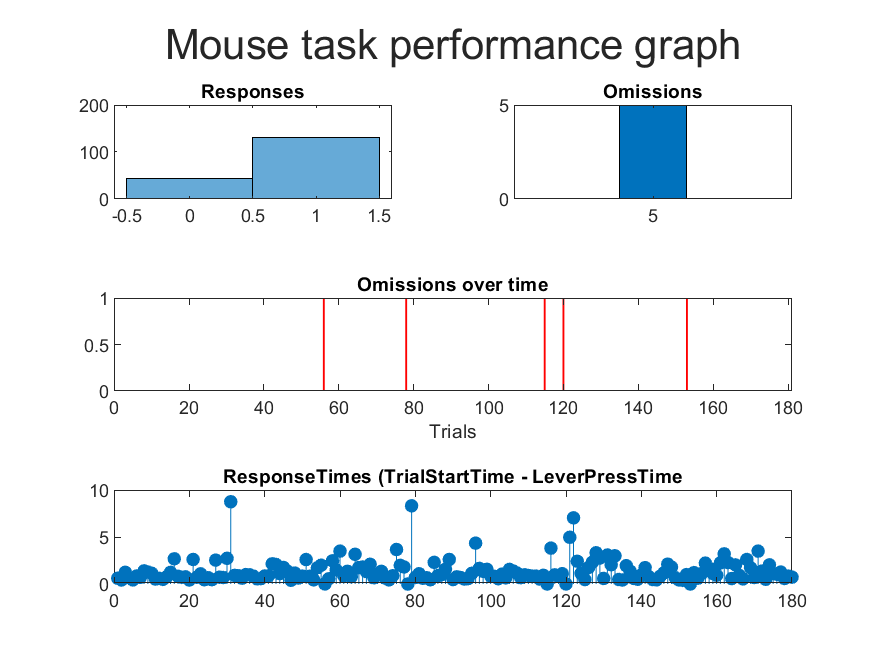 Mouse task performance graph
Responses
200
100
0
-0.5 0 0.5 1 1.5
Omissions
5
0
5
Omissions over time
1
0.5
0
0 20 40 60 80 100 120 140 160 180
Trials
ResponseTimes (TrialStartTime - LeverPressTime
10
5
0
0 20 40 60 80 100 120 140 160 180